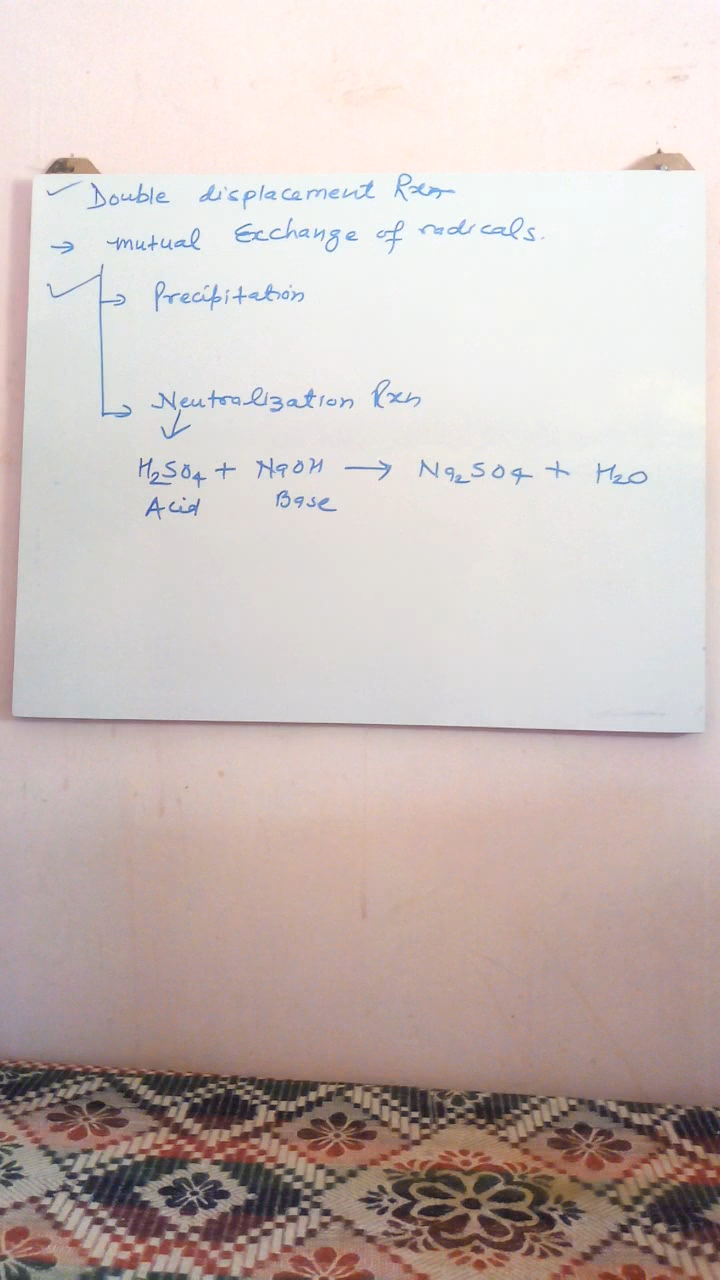 ✓ Double displacement Rxn
→ mutual Exchange of radicals.
✓ → Precipitation
→ Neutralization Rxn
H₂SO₄ + NaOH → Na₂SO₄ + H₂O
Acid Base